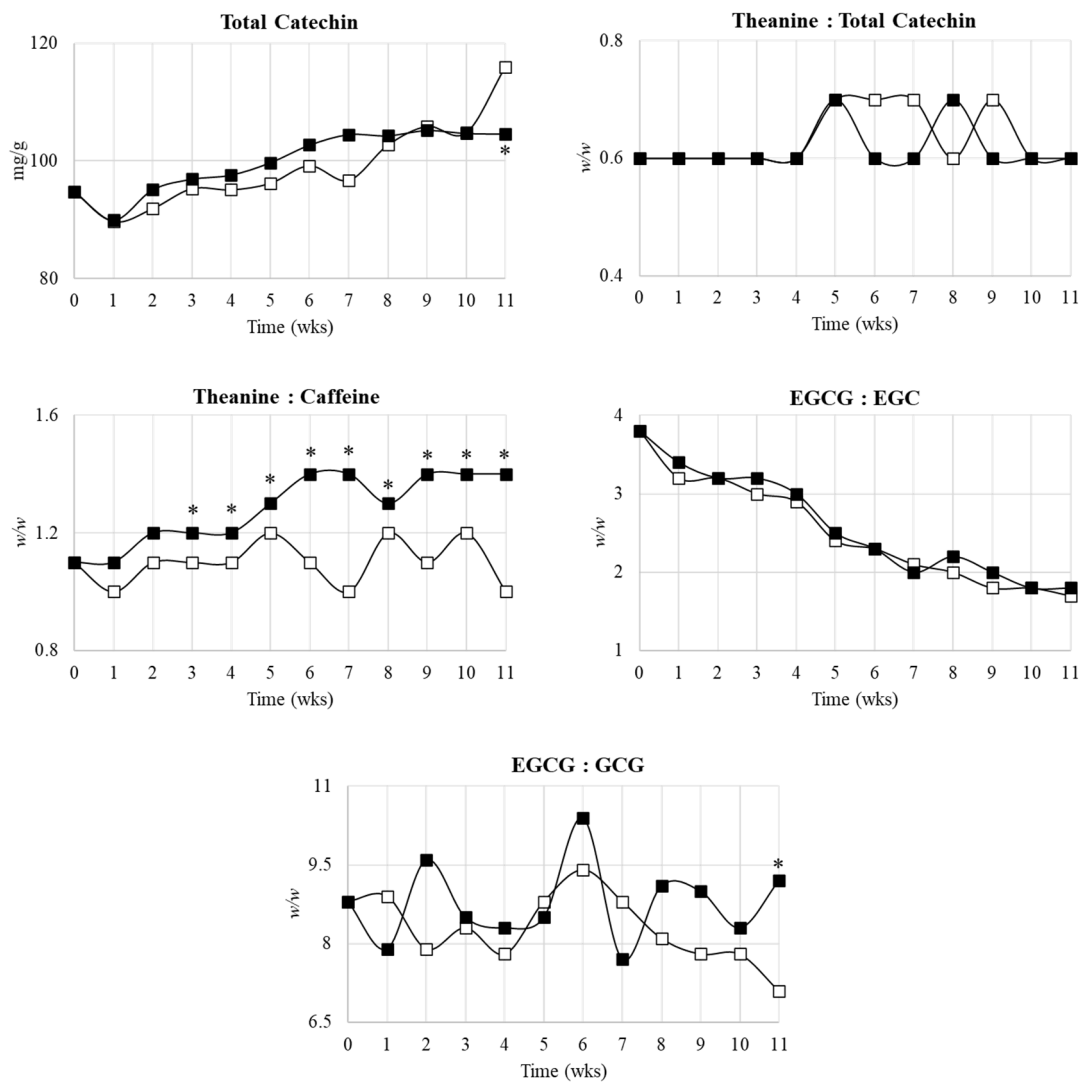 Total Catechin
120
100
80
mg/g
0 1 2 3 4 5 6 7 8 9 10 11
Time (wks)
*
Theanine : Total Catechin
0.8
0.6
0.4
w/w
0 1 2 3 4 5 6 7 8 9 10 11
Time (wks)
Theanine : Caffeine
1.6
1.2
0.8
w/w
* * * * * * * * *
0 1 2 3 4 5 6 7 8 9 10 11
Time (wks)
EGCG : EGC
4
3
2
1
w/w
0 1 2 3 4 5 6 7 8 9 10 11
Time (wks)
EGCG : GCG
11
9.5
8
6.5
w/w
*
0 1 2 3 4 5 6 7 8 9 10 11
Time (wks)